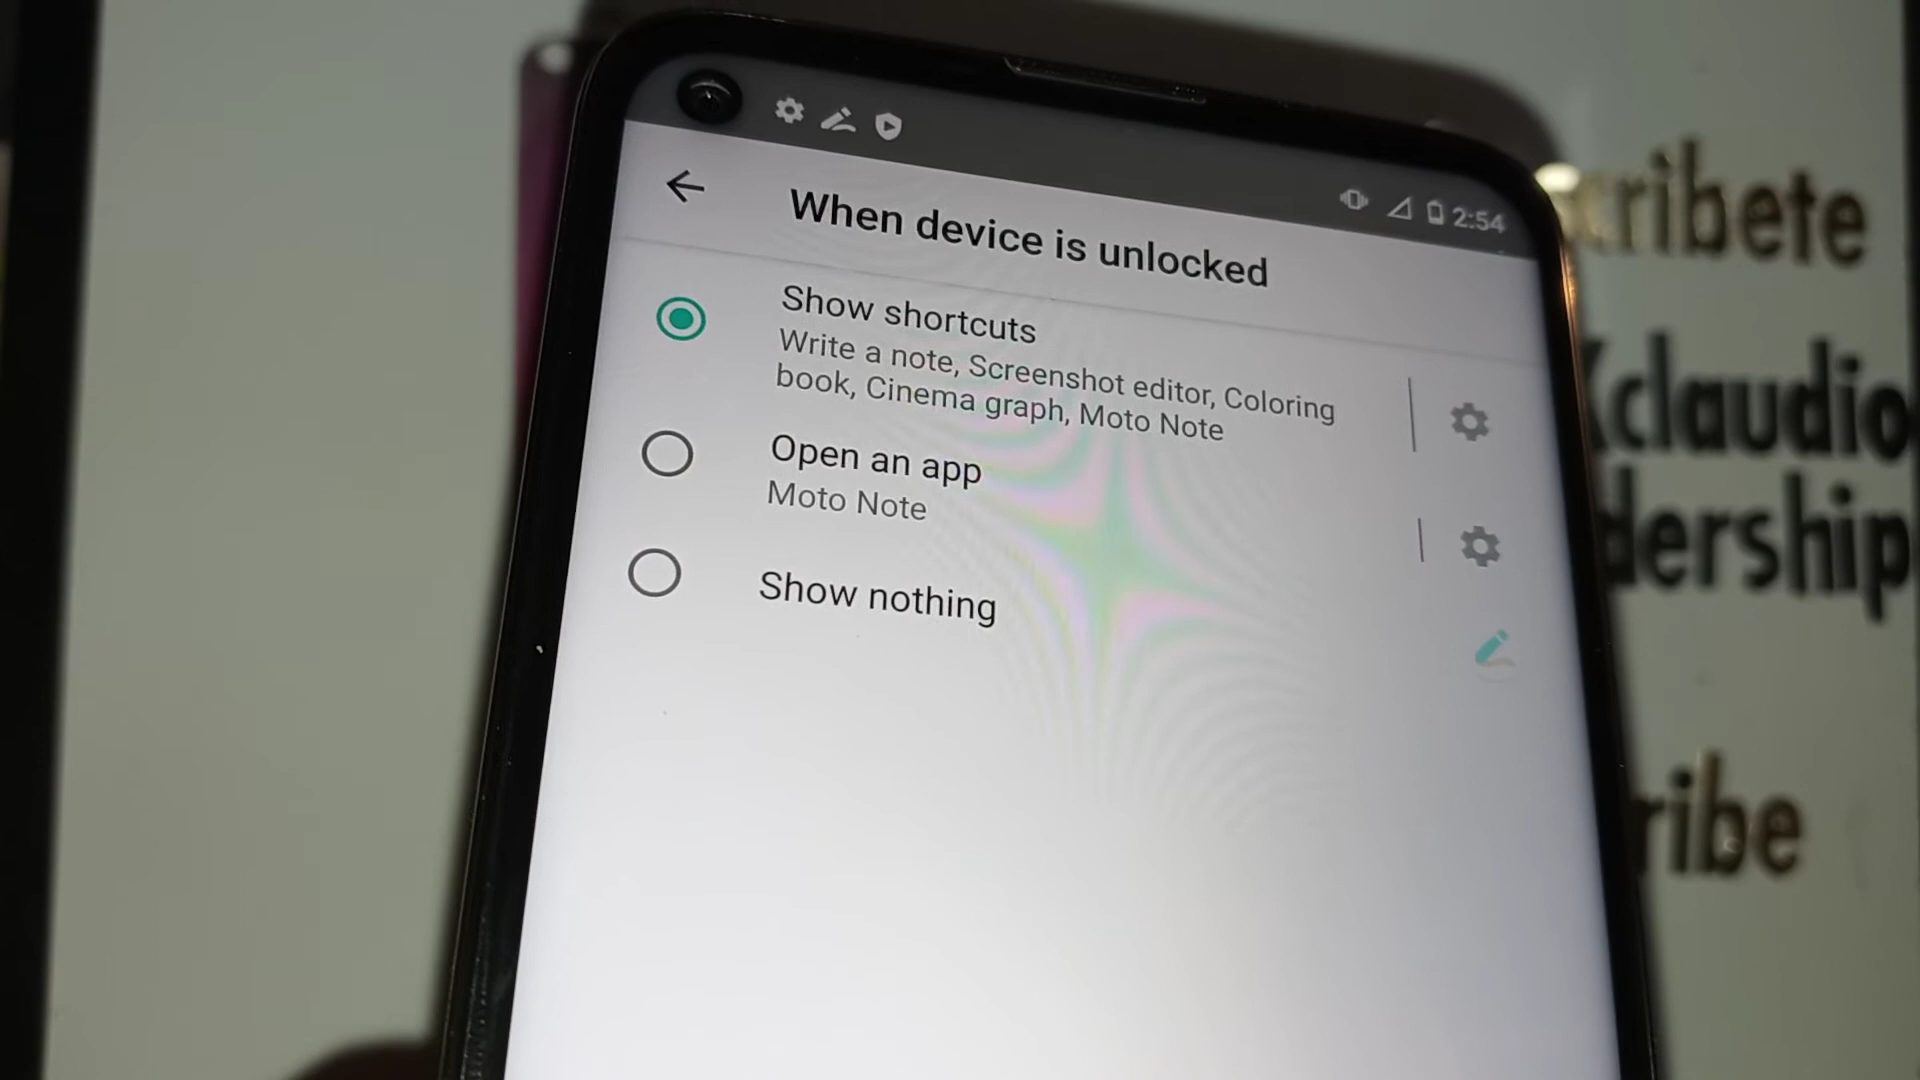 2:54
When device is unlocked
Show shortcuts
Write a note, Screenshot editor, Coloring
book, Cinema graph, Moto Note
Open an app
Moto Note
Show nothing
cribete
Kclaudio
dership
ribe